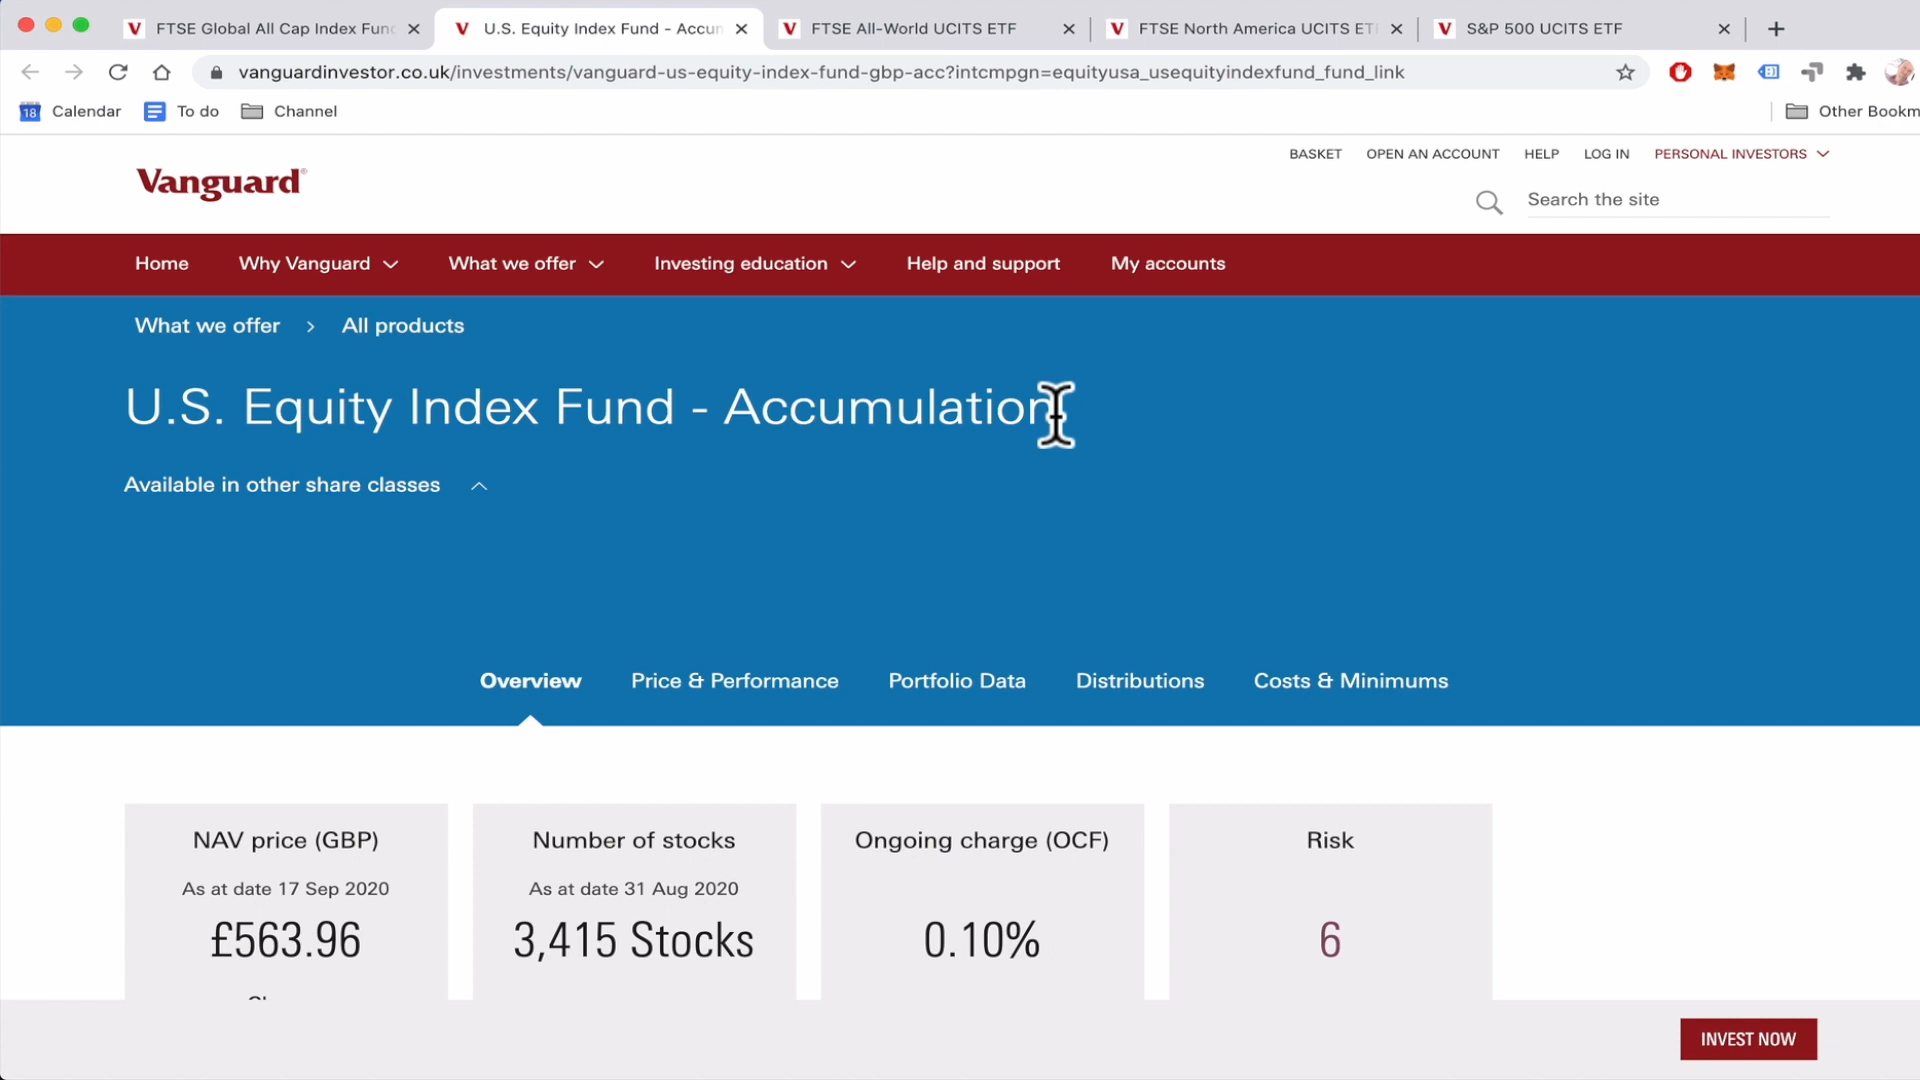 FTSE Global All Cap Index Fund
U.S. Equity Index Fund - Accum
FTSE All-World UCITS ETF
FTSE North America UCITS ETF
S&P 500 UCITS ETF
vanguardinvestor.co.uk/investments/vanguard-us-equity-index-fund-gbp-acc?intcmpgn=equityusa_usequityindexfund_fund_link
18 Calendar
To do
Channel
Other Bookm
BASKET
OPEN AN ACCOUNT
HELP
LOG IN
PERSONAL INVESTORS
Vanguard
Search the site
Home
Why Vanguard
What we offer
Investing education
Help and support
My accounts
What we offer > All products
U.S. Equity Index Fund - Accumulation
Available in other share classes
Overview
Price & Performance
Portfolio Data
Distributions
Costs & Minimums
NAV price (GBP)
As at date 17 Sep 2020
£563.96
Number of stocks
As at date 31 Aug 2020
3,415 Stocks
Ongoing charge (OCF)
0.10%
Risk
6
INVEST NOW